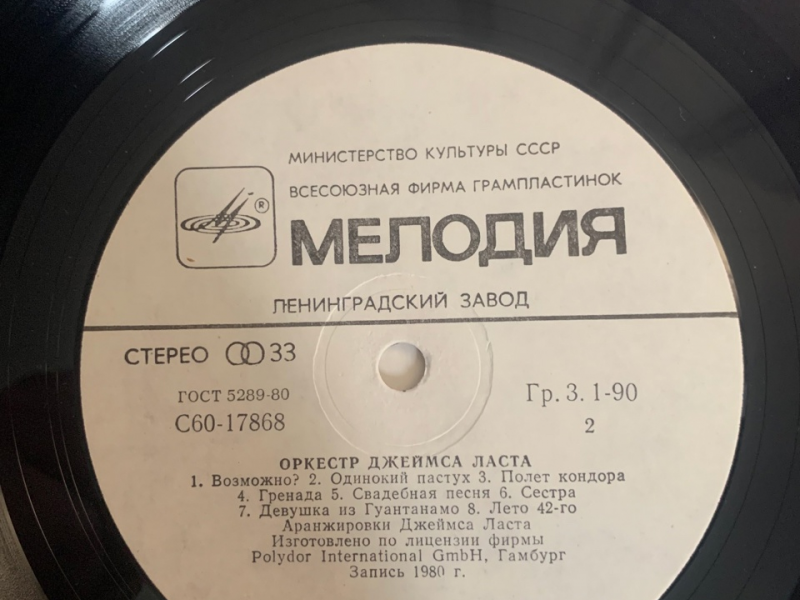 МИНИСТЕРСТВО КУЛЬТУРЫ СССР
ВСЕСОЮЗНАЯ ФИРМА ГРАМПЛАСТИНОК
®
МЕЛОДИЯ
ЛЕНИНГРАДСКИЙ ЗАВОД
СТЕРЕО 33
ГОСТ 5289-80
С60-17868
Гр. 3. 1-90
2
ОРКЕСТР ДЖЕЙМСА ЛАСТА
1. Возможно? 2. Одинокий пастух 3. Полет кондора
4. Гренада 5. Свадебная песня 6. Сестра
7. Девушка из Гуантанамо 8. Лето 42-го
Аранжировки Джеймса Ласта
Изготовлено по лицензии фирмы
Polydor International GmbH, Гамбург
Запись 1980 г.